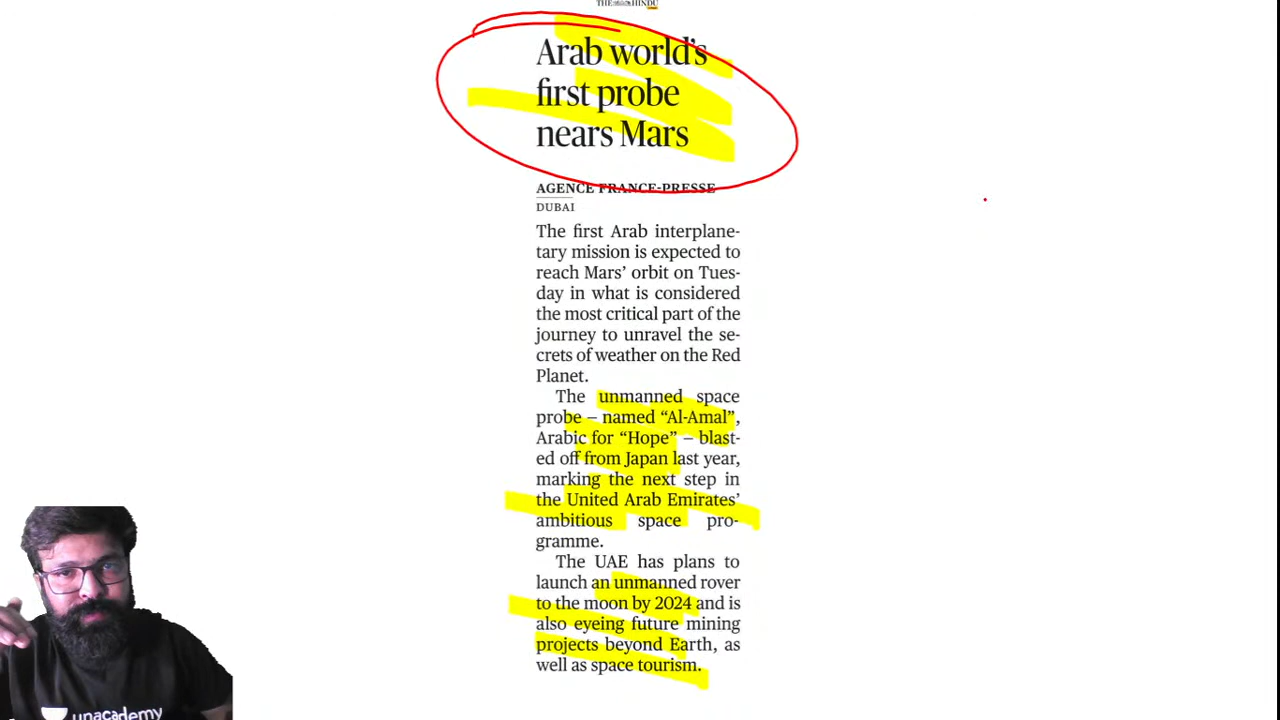 THE HINDU
Arab world's
first probe
nears Mars
AGENCE FRANCE-PRESSE
DUBAI
The first Arab interplane-
tary mission is expected to
reach Mars' orbit on Tues-
day in what is considered
the most critical part of the
journey to unravel the se-
crets of weather on the Red
Planet.
The unmanned space
probe – named “Al-Amal”,
Arabic for “Hope” – blast-
ed off from Japan last year,
marking the next step in
the United Arab Emirates'
ambitious space pro-
gramme.
The UAE has plans to
launch an unmanned rover
to the moon by 2024 and is
also eyeing future mining
projects beyond Earth, as
well as space tourism.
unacademy